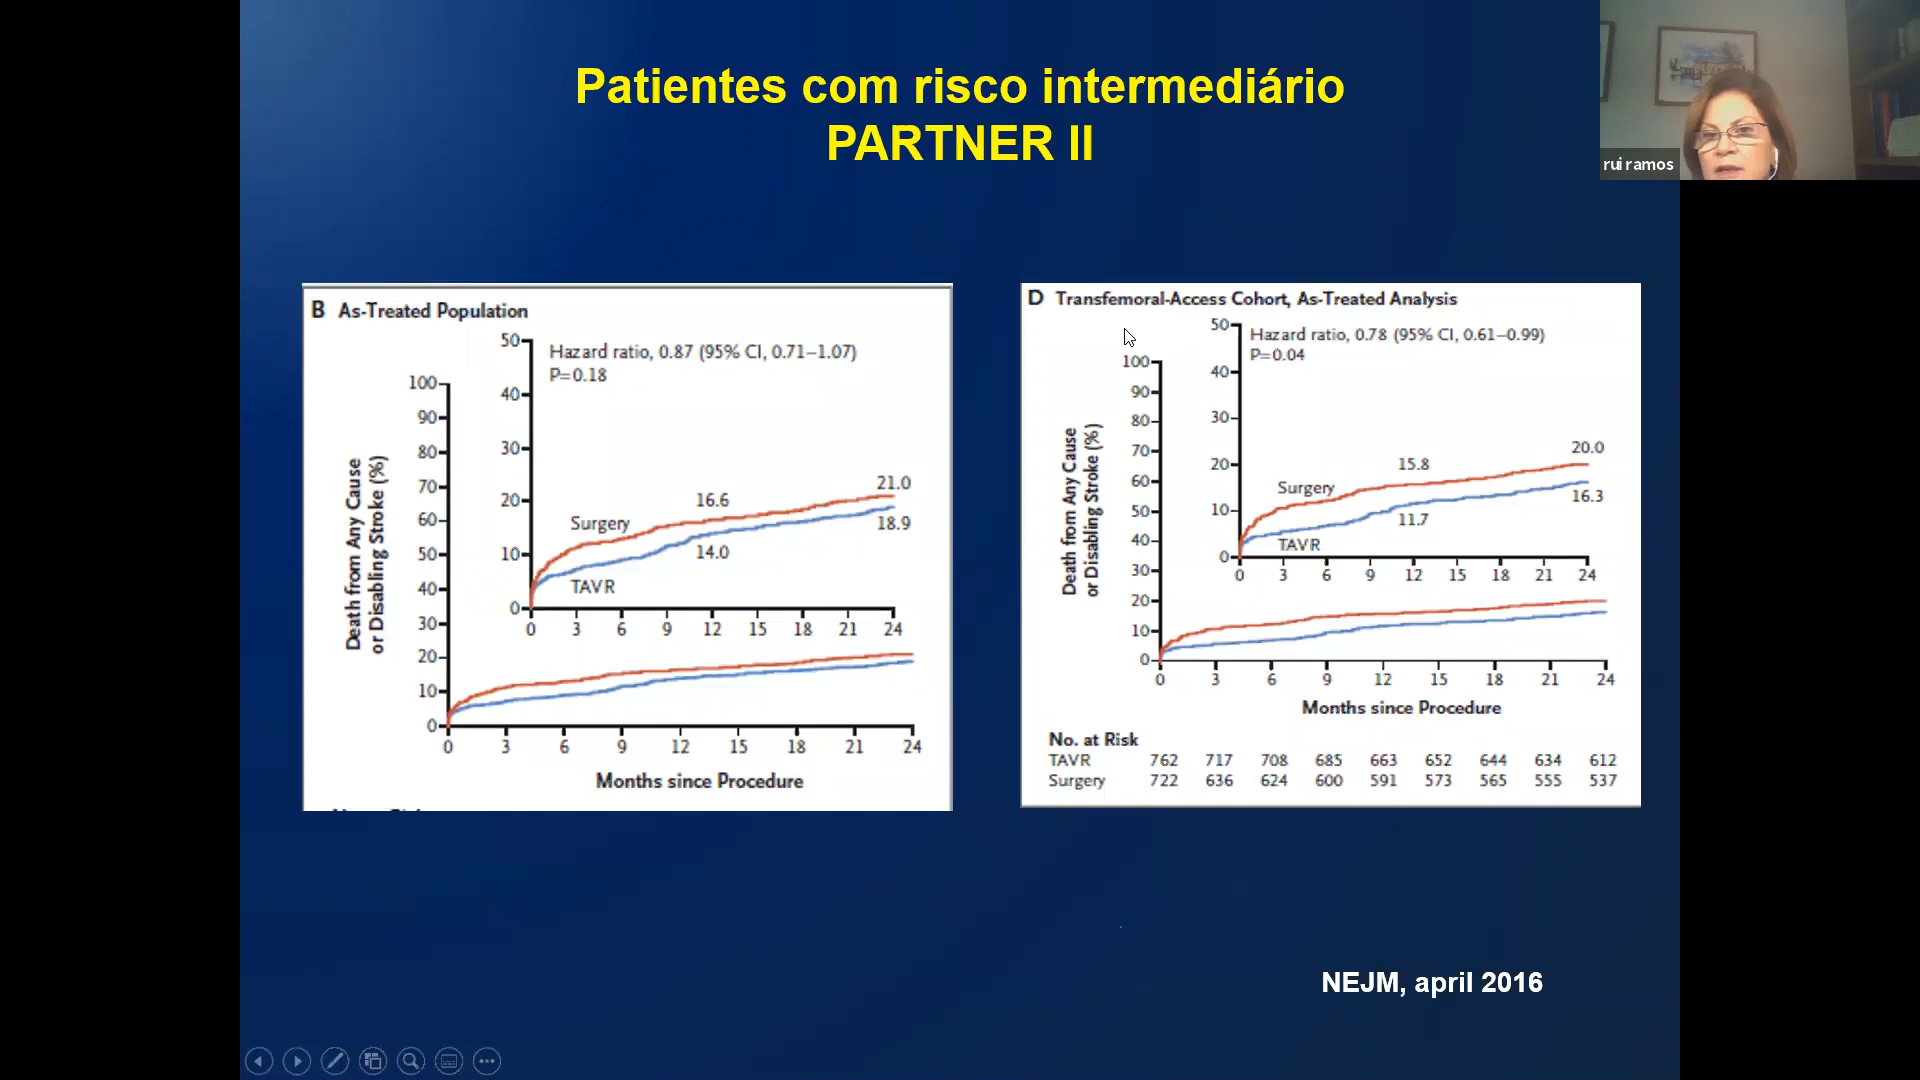 Patientes com risco intermediário
PARTNER II
rui ramos
B As-Treated Population
Hazard ratio, 0.87 (95% CI, 0.71–1.07)
P=0.18
Death from Any Cause
or Disabling Stroke (%)
100
90
80
70
60
50
40
30
20
10
0
50
40
30
20
10
0
Surgery
TAVR
16.6
14.0
21.0
18.9
0 3 6 9 12 15 18 21 24
0 3 6 9 12 15 18 21 24
Months since Procedure
D Transfemoral-Access Cohort, As-Treated Analysis
Hazard ratio, 0.78 (95% CI, 0.61–0.99)
P=0.04
Death from Any Cause
or Disabling Stroke (%)
100
90
80
70
60
50
40
30
20
10
0
50
40
30
20
10
0
Surgery
TAVR
15.8
11.7
20.0
16.3
0 3 6 9 12 15 18 21 24
0 3 6 9 12 15 18 21 24
Months since Procedure
No. at Risk
TAVR 762 717 708 685 663 652 644 634 612
Surgery 722 636 624 600 591 573 565 555 537
NEJM, april 2016